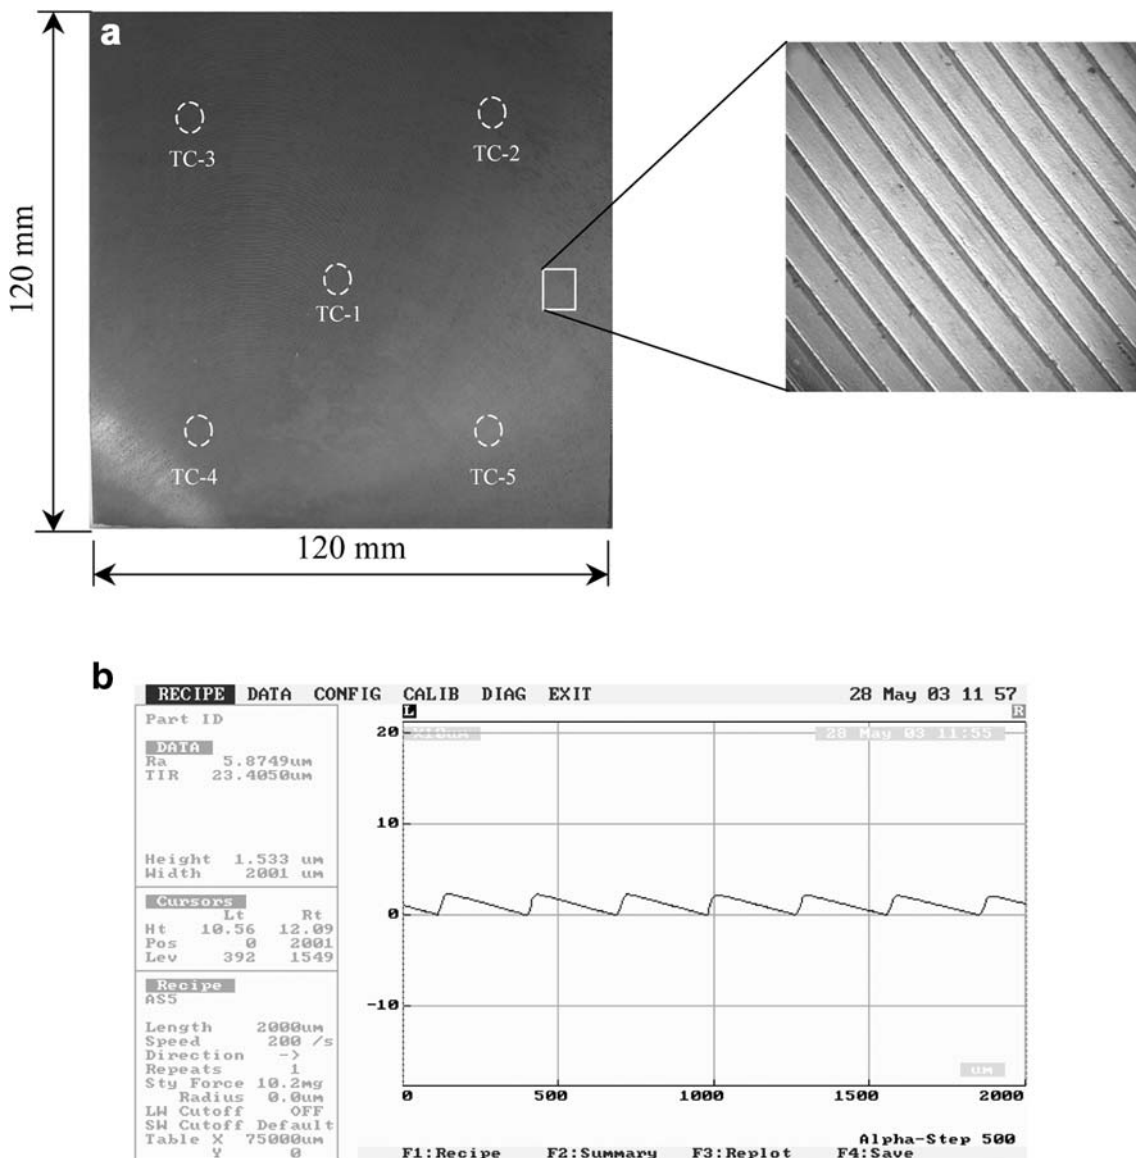 a
TC-3
TC-2
TC-1
TC-4
TC-5
120 mm
120 mm
b
RECIPE DATA CONFIG CALIB DIAG EXIT 28 May 03 11 57
L R
Part ID
DATA
Ra 5.8749um
TIR 23.4050um
Height 1.533 um
Width 2001 um
Cursors
Lt Rt
Ht 10.56 12.09
Pos 0 2001
Lev 392 1549
Recipe
AS5
Length 2000um
Speed 200 /s
Direction ->
Repeats 1
Sty Force 10.2mg
Radius 0.0um
LW Cutoff OFF
SW Cutoff Default
Table X 75000um
Y 0
X10um 28 May 03 11:55
20
10
0
-10
um
0 500 1000 1500 2000
Alpha-Step 500
F1:Recipe F2:Summary F3:Replot F4:Save